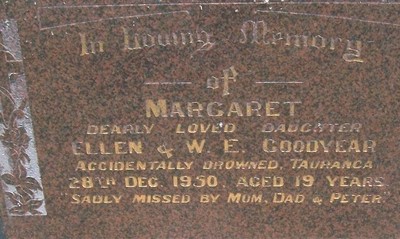 In Loving Memory
of
MARGARET
DEARLY LOVED DAUGHTER
ELLEN & W. E. GOODYEAR
ACCIDENTALLY DROWNED, TAURANGA
28TH DEC. 1950, AGED 19 YEARS
SADLY MISSED BY MUM, DAD & PETER